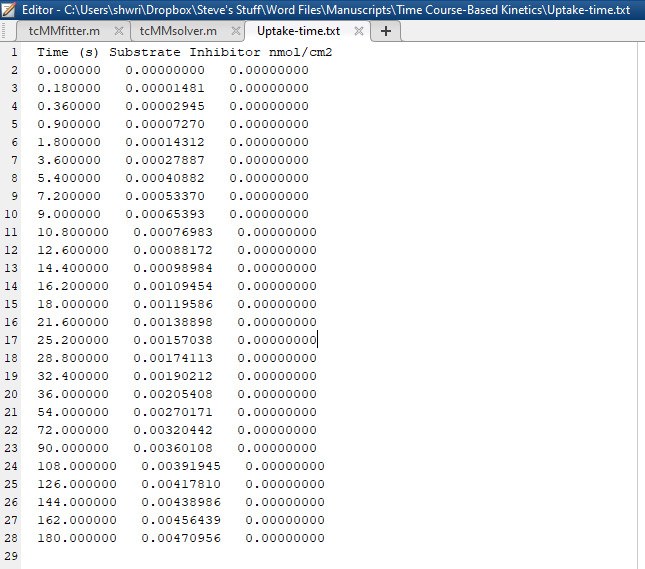 Editor - C:\Users\shwri\Dropbox\Steve's Stuff\Word Files\Manuscripts\Time Course-Based Kinetics\Uptake-time.txt
tcMMfitter.m tcMMsolver.m Uptake-time.txt +
1 Time (s) Substrate Inhibitor nmol/cm2
2 0.000000 0.00000000 0.00000000
3 0.180000 0.00001481 0.00000000
4 0.360000 0.00002945 0.00000000
5 0.900000 0.00007270 0.00000000
6 1.800000 0.00014312 0.00000000
7 3.600000 0.00027887 0.00000000
8 5.400000 0.00040882 0.00000000
9 7.200000 0.00053370 0.00000000
10 9.000000 0.00065393 0.00000000
11 10.800000 0.00076983 0.00000000
12 12.600000 0.00088172 0.00000000
13 14.400000 0.00098984 0.00000000
14 16.200000 0.00109454 0.00000000
15 18.000000 0.00119586 0.00000000
16 21.600000 0.00138898 0.00000000
17 25.200000 0.00157038 0.00000000
18 28.800000 0.00174113 0.00000000
19 32.400000 0.00190212 0.00000000
20 36.000000 0.00205408 0.00000000
21 54.000000 0.00270171 0.00000000
22 72.000000 0.00320442 0.00000000
23 90.000000 0.00360108 0.00000000
24 108.000000 0.00391945 0.00000000
25 126.000000 0.00417810 0.00000000
26 144.000000 0.00438986 0.00000000
27 162.000000 0.00456439 0.00000000
28 180.000000 0.00470956 0.00000000
29